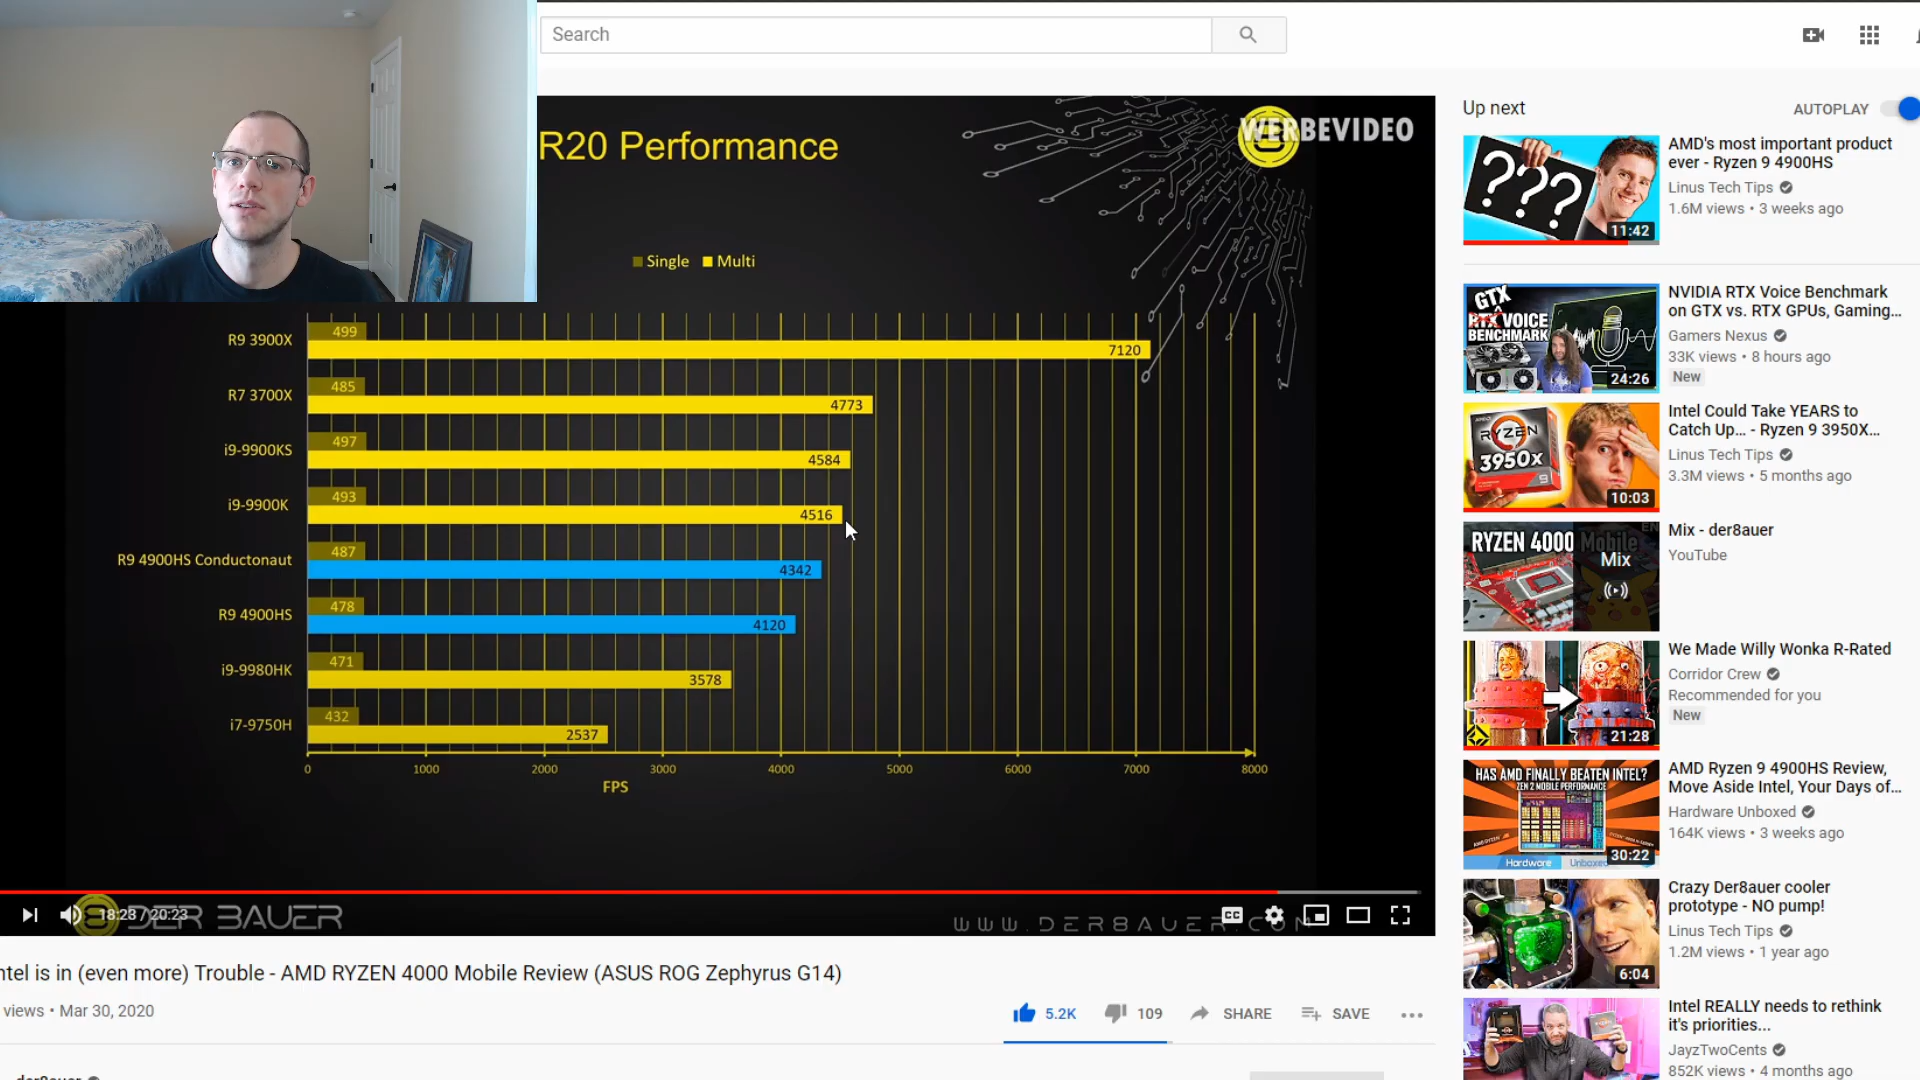 Search
R20 Performance
WERBEVIDEO
Single
Multi
R9 3900X
499
7120
R7 3700X
485
4773
i9-9900KS
497
4584
i9-9900K
493
4516
R9 4900HS Conductonaut
487
4342
R9 4900HS
478
4120
i9-9980HK
471
3578
i7-9750H
432
2537
0
1000
2000
3000
4000
5000
6000
7000
8000
FPS
18:23 / 20:23
DER 8AUER
WWW.DER8AUER.COM
CC
ntel is in (even more) Trouble - AMD RYZEN 4000 Mobile Review (ASUS ROG Zephyrus G14)
views • Mar 30, 2020
5.2K
109
SHARE
SAVE
der8auer
Up next
AUTOPLAY
???
11:42
AMD's most important product
ever - Ryzen 9 4900HS
Linus Tech Tips
1.6M views • 3 weeks ago
GTX
RTX VOICE
BENCHMARK
24:26
NVIDIA RTX Voice Benchmark
on GTX vs. RTX GPUs, Gaming...
Gamers Nexus
33K views • 8 hours ago
New
RYZEN
3950x
9
10:03
Intel Could Take YEARS to
Catch Up... - Ryzen 9 3950X...
Linus Tech Tips
3.3M views • 5 months ago
RYZEN 4000 Mobile
Mix
Mix - der8auer
YouTube
21:28
We Made Willy Wonka R-Rated
Corridor Crew
Recommended for you
New
HAS AMD FINALLY BEATEN INTEL?
ZEN 2 MOBILE PERFORMANCE
Hardware Unboxed
30:22
AMD Ryzen 9 4900HS Review,
Move Aside Intel, Your Days of...
Hardware Unboxed
164K views • 3 weeks ago
6:04
Crazy Der8auer cooler
prototype - NO pump!
Linus Tech Tips
1.2M views • 1 year ago
Intel REALLY needs to rethink
it's priorities...
JayzTwoCents
852K views • 4 months ago